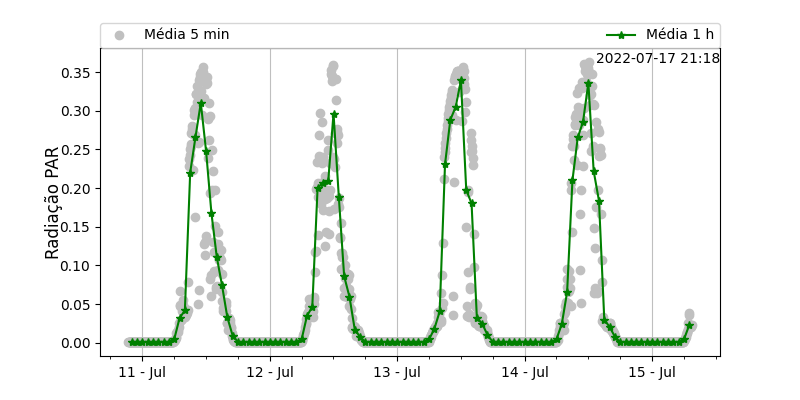 Média 5 min
Média 1 h
2022-07-17 21:18
Radiação PAR
0.35
0.30
0.25
0.20
0.15
0.10
0.05
0.00
11 - Jul
12 - Jul
13 - Jul
14 - Jul
15 - Jul